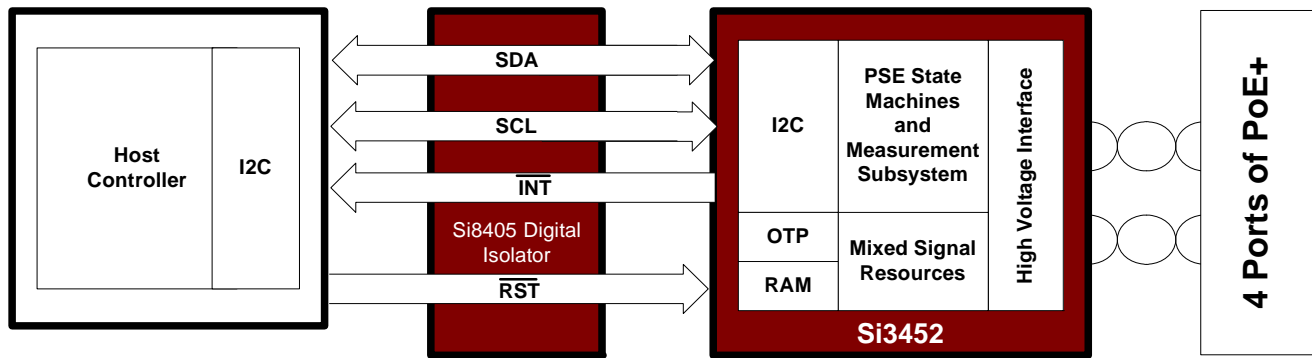 Host
Controller
I2C
SDA
SCL
INT
Si8405 Digital
Isolator
RST
I2C
PSE State
Machines
and
Measurement
Subsystem
OTP
RAM
Mixed Signal
Resources
High Voltage Interface
Si3452
4 Ports of PoE+